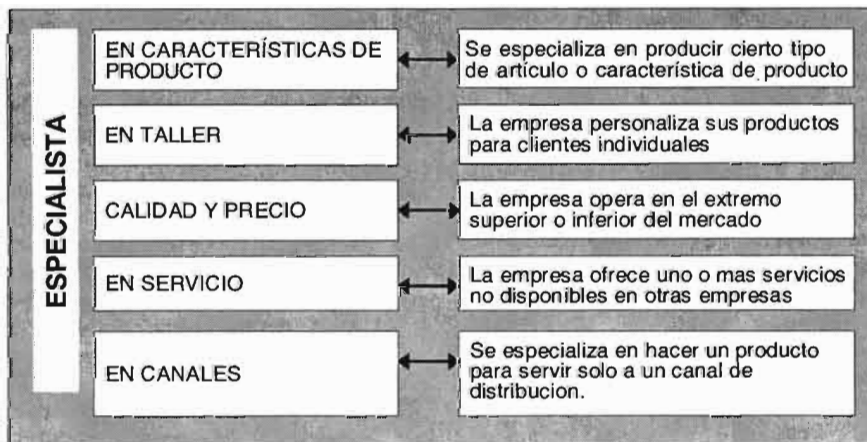 ESPECIALISTA
EN CARACTERÍSTICAS DE
PRODUCTO
Se especializa en producir cierto tipo
de artículo o característica de producto
EN TALLER
La empresa personaliza sus productos
para clientes individuales
CALIDAD Y PRECIO
La empresa opera en el extremo
superior o inferior del mercado
EN SERVICIO
La empresa ofrece uno o mas servicios
no disponibles en otras empresas
EN CANALES
Se especializa en hacer un producto
para servir solo a un canal de
distribucion.